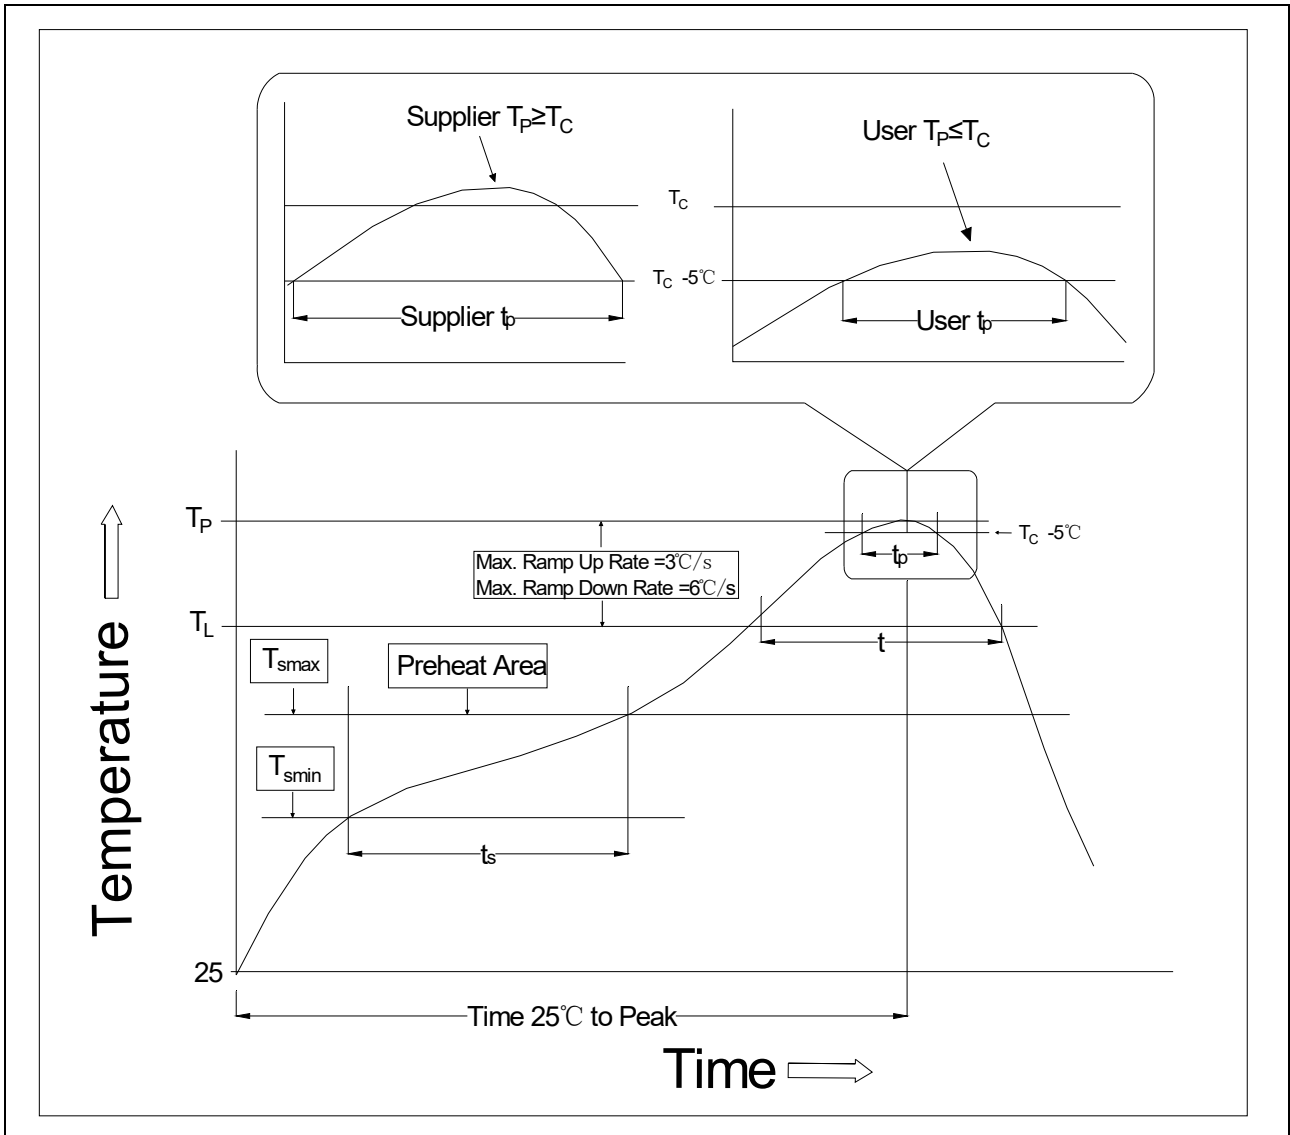 Supplier TP≥TC
User TP≤TC
TC
TC -5℃
Supplier tp
User tp
TP
TC -5℃
Max. Ramp Up Rate =3℃/s
Max. Ramp Down Rate =6℃/s
tp
TL
t
Tsmax
Preheat Area
Tsmin
ts
Temperature
25
Time 25℃ to Peak
Time